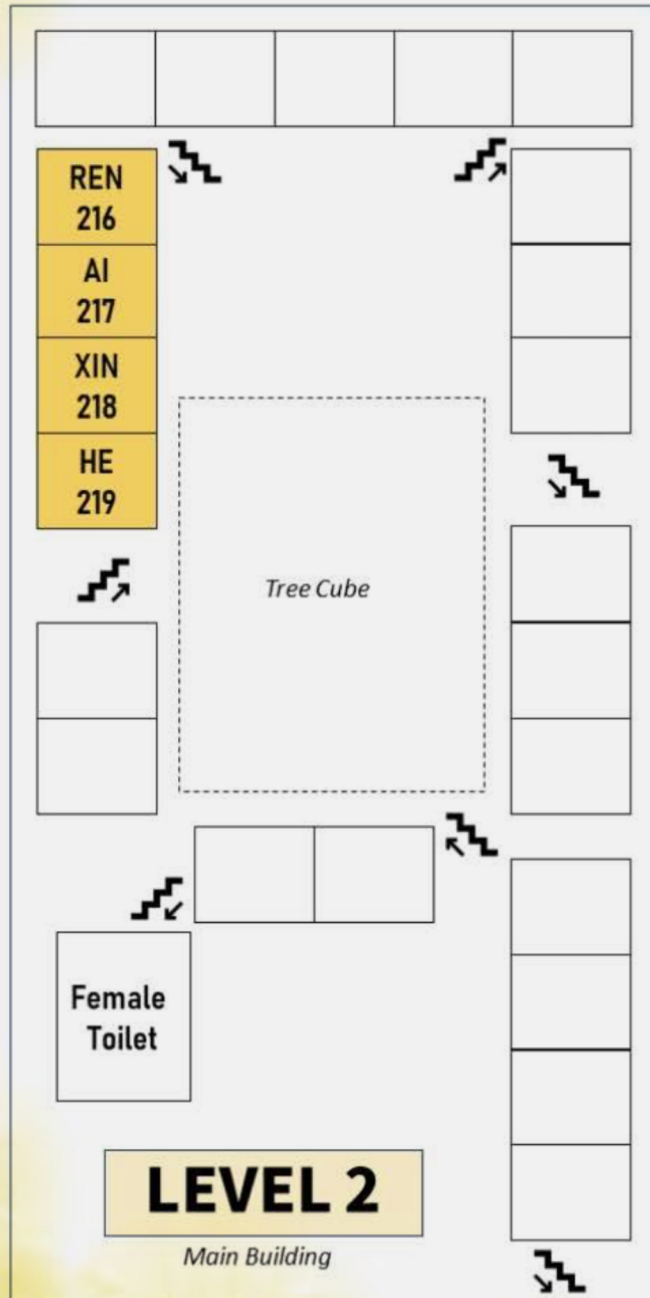 REN
216
AI
217
XIN
218
HE
219
Tree Cube
Female
Toilet
LEVEL 2
Main Building